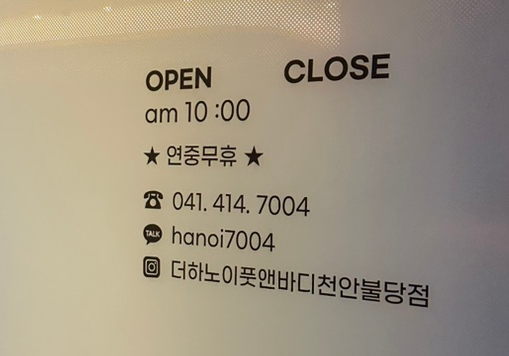 OPEN CLOSE
am 10 :00
★ 연중무휴 ★
041. 414. 7004
TALK hanoi7004
더하노이풋앤바디천안불당점